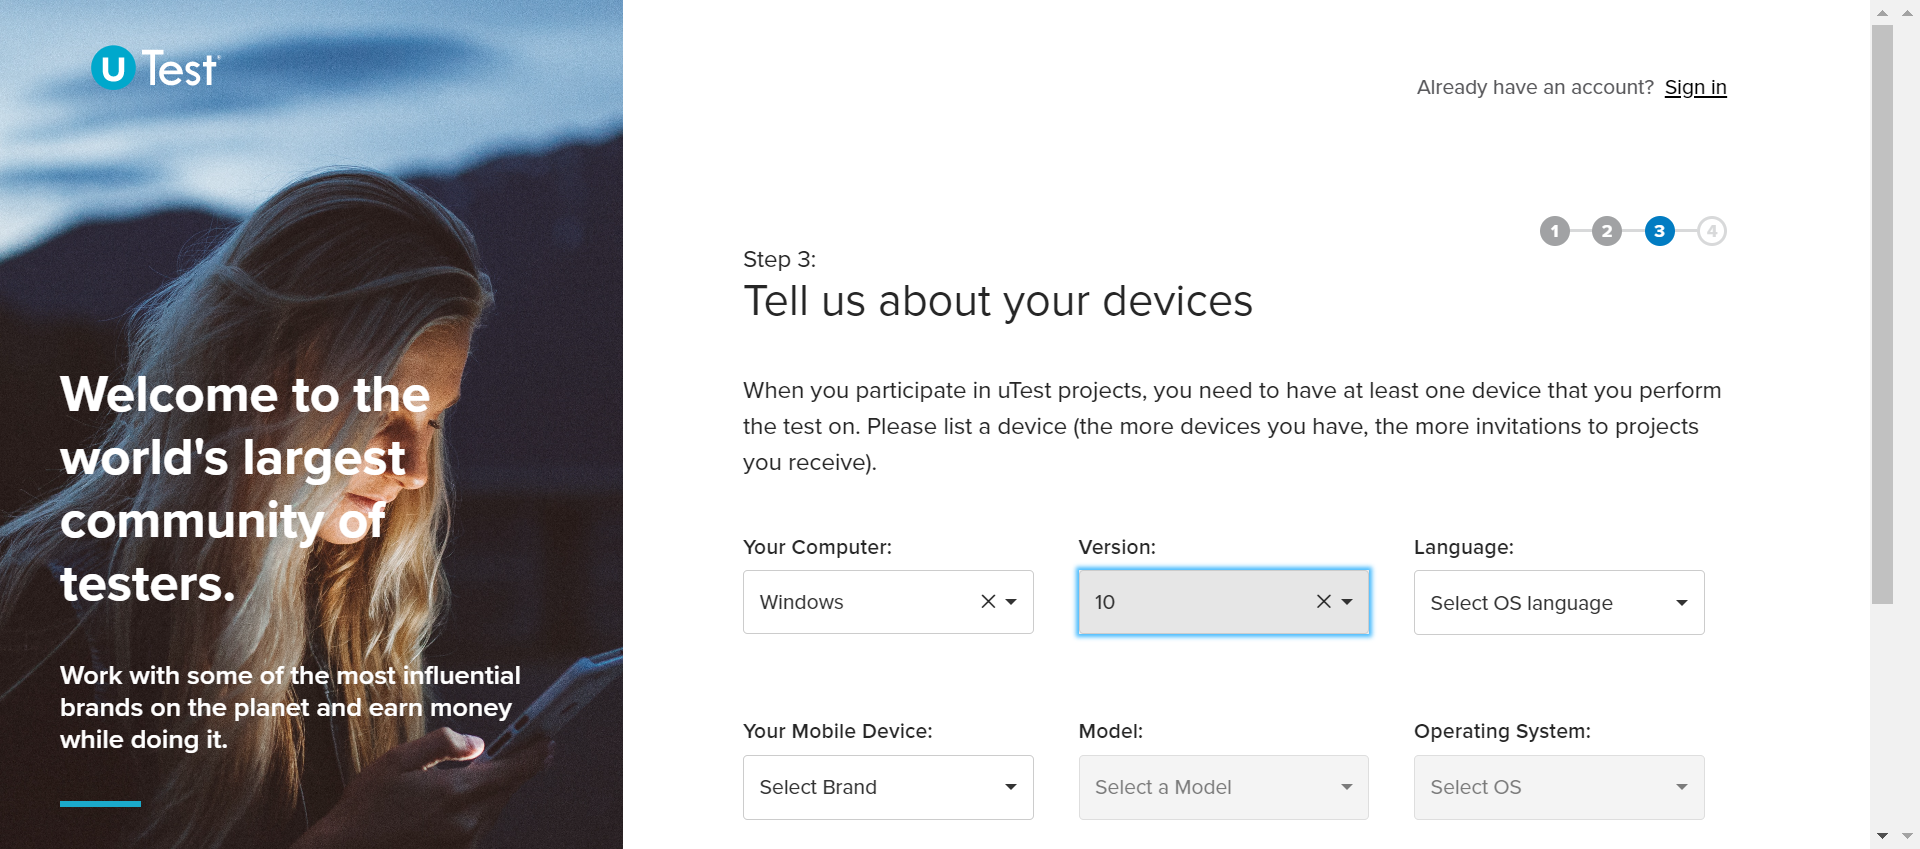 uTest
Welcome to the
world's largest
community of
testers.
Work with some of the most influential
brands on the planet and earn money
while doing it.
Already have an account? Sign in
1 2 3 4
Step 3:
Tell us about your devices
When you participate in uTest projects, you need to have at least one device that you perform
the test on. Please list a device (the more devices you have, the more invitations to projects
you receive).
Your Computer: Version: Language:
Windows 10 Select OS language
Your Mobile Device: Model: Operating System:
Select Brand Select a Model Select OS